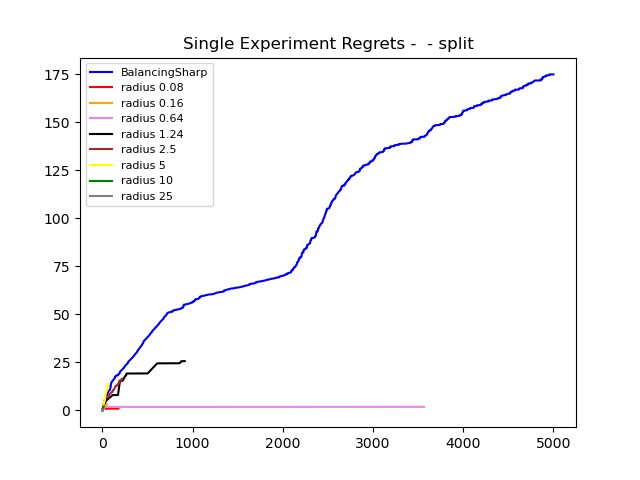 Single Experiment Regrets -  - split
175
150
125
100
75
50
25
0
BalancingSharp
radius 0.08
radius 0.16
radius 0.64
radius 1.24
radius 2.5
radius 5
radius 10
radius 25
0 1000 2000 3000 4000 5000